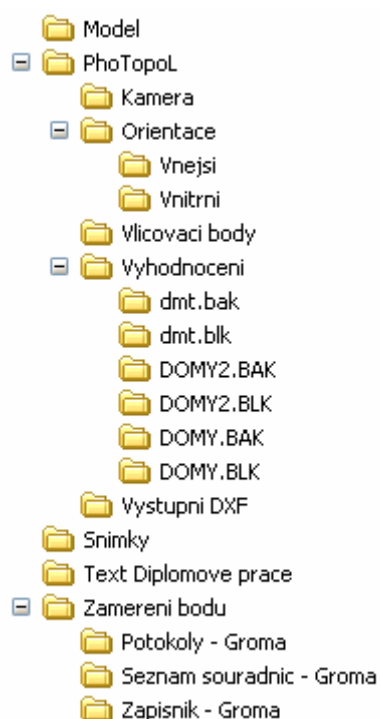 Model
PhoTopoL
Kamera
Orientace
Vnejsi
Vnitrni
Vlicovaci body
Vyhodnoceni
dmt.bak
dmt.blk
DOMY2.BAK
DOMY2.BLK
DOMY.BAK
DOMY.BLK
Vystupni DXF
Snimky
Text Diplomove prace
Zamereni bodu
Potokoly - Groma
Seznam souradnic - Groma
Zapisnik - Groma